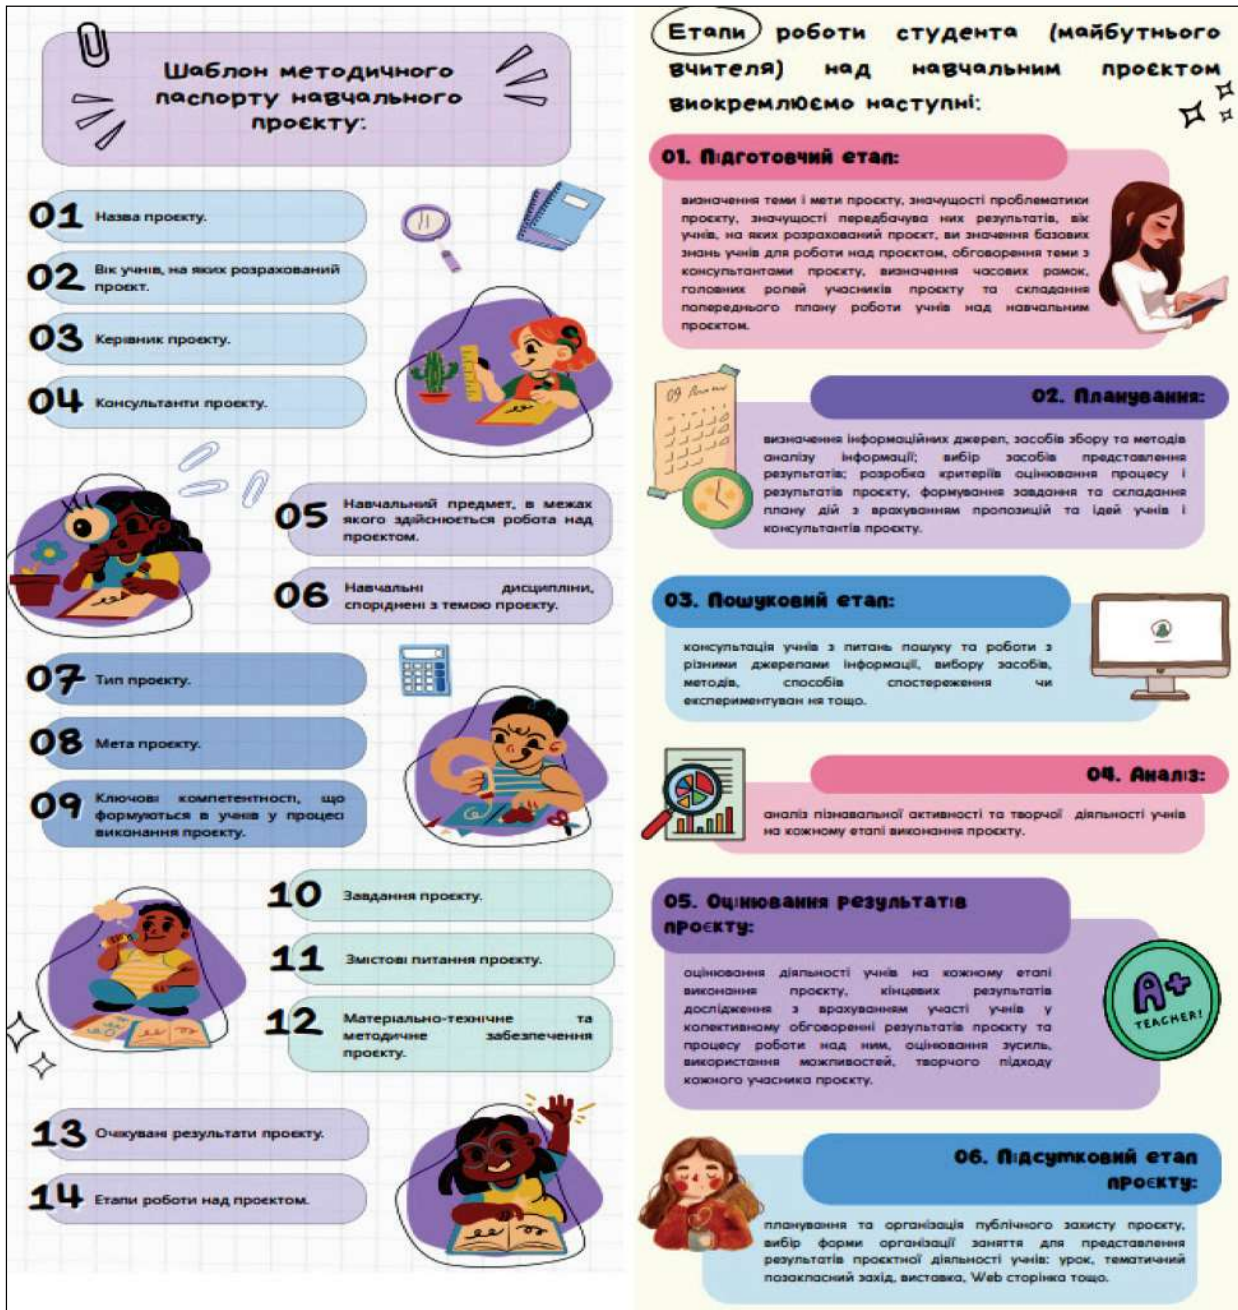 Шаблон методичного
паспорту навчального
проєкту:
01 Назва проєкту.
02 Вік учнів, на яких розрахований
проєкт.
03 Керівник проєкту.
04 Консультанти проєкту.
05 Навчальний предмет, в межах
якого здійснюється робота над
проєктом.
06 Навчальні дисципліни,
споріднені з темою проєкту.
07 Тип проєкту.
08 Мета проєкту.
09 Ключові компетентності, що
формуються в учнів у процесі
виконання проєкту.
10 Завдання проєкту.
11 Змістові питання проєкту.
12 Матеріально-технічне та
методичне забезпечення
проєкту.
13 Очікувані результати проєкту.
14 Етапи роботи над проєктом.
Етапи роботи студента (майбутнього
вчителя) над навчальним проєктом
виокремлюємо наступні:
01. Підготовчий етап:
визначення теми і мети проєкту, значущості проблематики
проєкту, значущості передбачува них результатів, вік
учнів, на яких розрахований проєкт, ви значення базових
знань учнів для роботи над проєктом, обговорення теми з
консультантами проєкту, визначення часових рамок,
головних ролей учасників проєкту та складання
попереднього плану роботи учнів над навчальним
проєктом.
02. Планування:
визначення інформаційних джерел, засобів збору та методів
аналізу інформації; вибір засобів представлення
результатів; розробка критеріїв оцінювання процесу і
результатів проєкту, формування завдання та складання
плану дій з врахуванням пропозицій та ідей учнів і
консультантів проєкту.
03. Пошуковий етап:
консультація учнів з питань пошуку та роботи з
різними джерелами інформації, вибору засобів,
методів, способів спостереження чи
експериментуван ня тощо.
04. Аналіз:
аналіз пізнавальної активності та творчої діяльності учнів
на кожному етапі виконання проєкту.
05. Оцінювання результатів
проєкту:
оцінювання діяльності учнів на кожному етапі
виконання проєкту, кінцевих результатів
дослідження з врахуванням участі учнів у
колективному обговоренні результатів проєкту та
процесу роботи над ним, оцінювання зусиль,
використання можливостей, творчого підходу
кожного учасника проєкту.
A+
TEACHER!
06. Підсумковий етап
проєкту:
планування та організація публічного захисту проєкту,
вибір форми організації заняття для представлення
результатів проєктної діяльності учнів: урок, тематичний
позакласний захід, виставка, Web сторінка тощо.